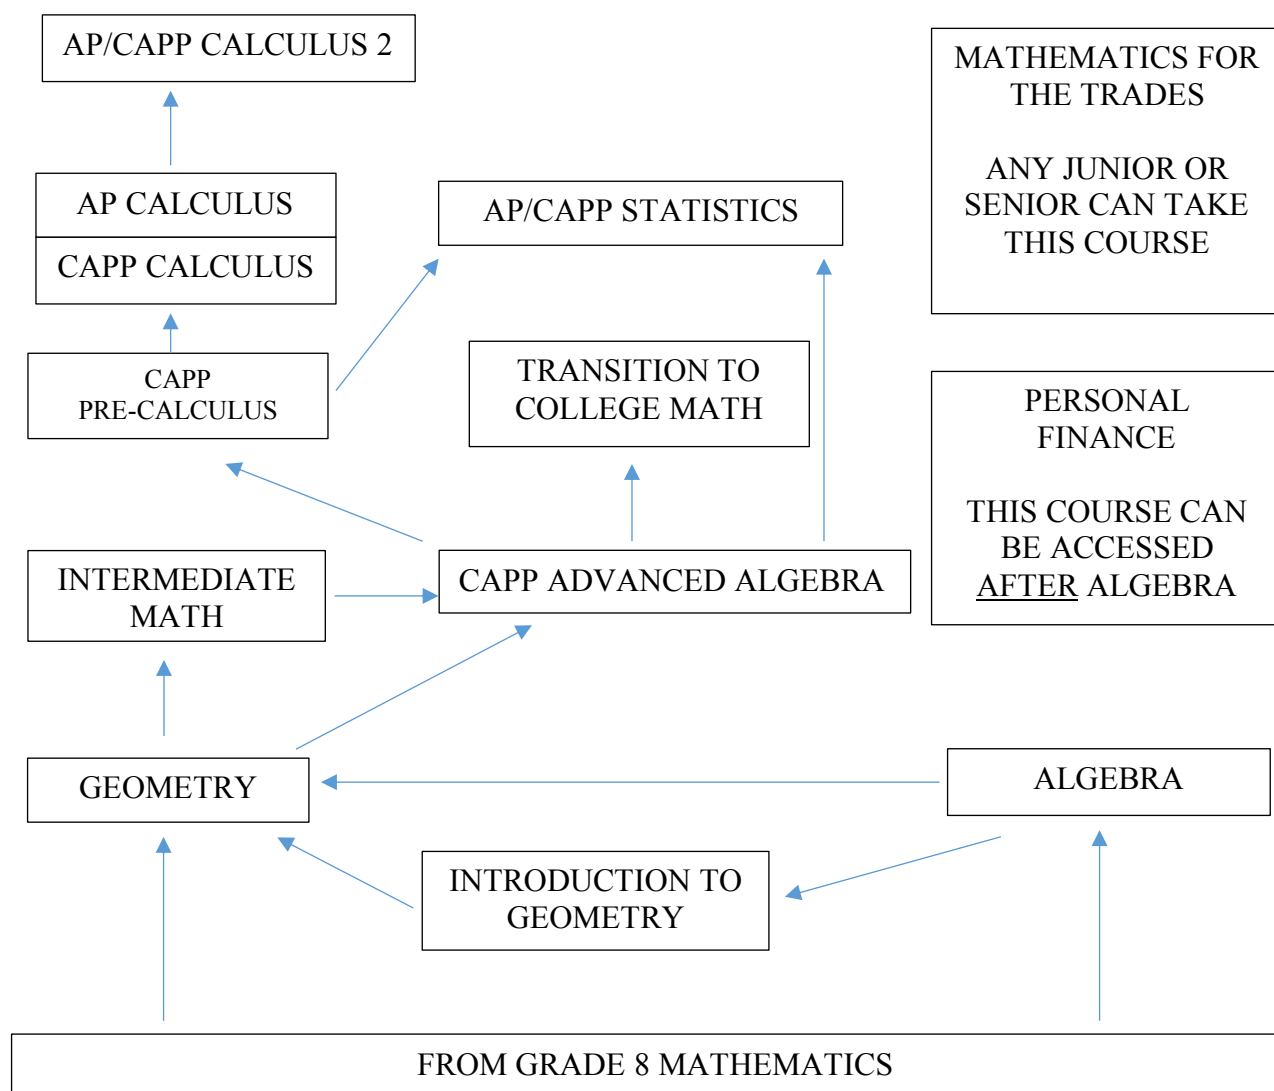 AP/CAPP CALCULUS 2
MATHEMATICS FOR
THE TRADES
ANY JUNIOR OR
SENIOR CAN TAKE
THIS COURSE
AP CALCULUS
CAPP CALCULUS
AP/CAPP STATISTICS
CAPP
PRE-CALCULUS
TRANSITION TO
COLLEGE MATH
PERSONAL
FINANCE
THIS COURSE CAN
BE ACCESSED
AFTER ALGEBRA
INTERMEDIATE
MATH
CAPP ADVANCED ALGEBRA
GEOMETRY
ALGEBRA
INTRODUCTION TO
GEOMETRY
FROM GRADE 8 MATHEMATICS